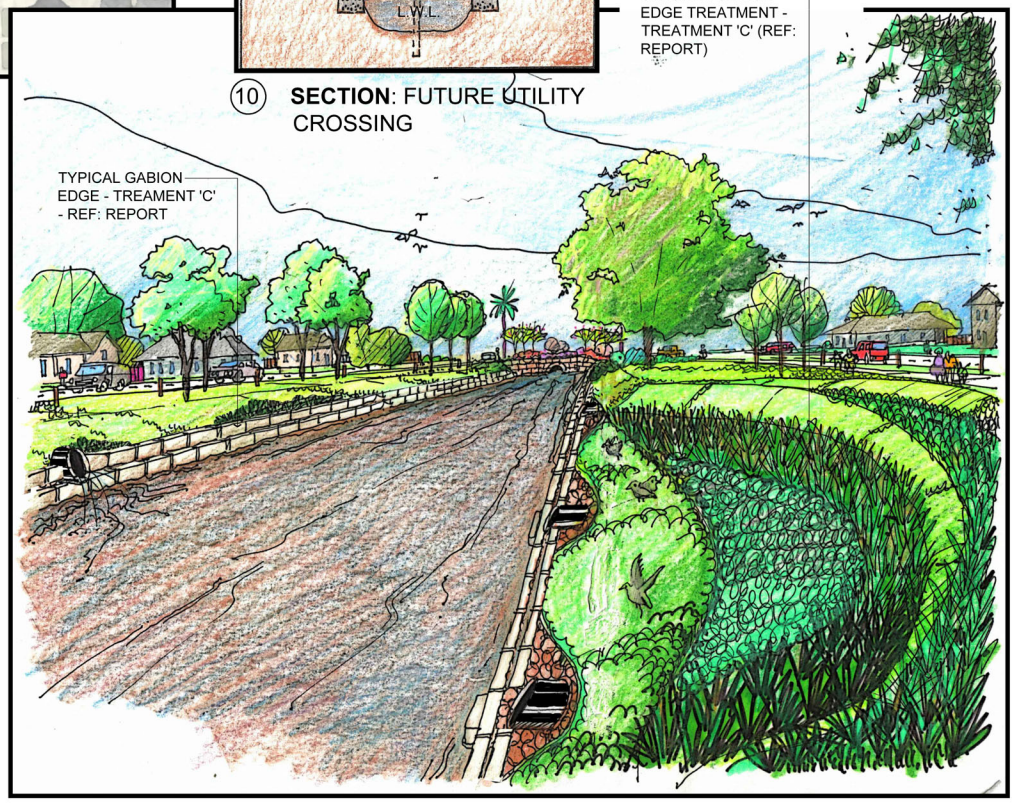 L.W.L.
EDGE TREATMENT -
TREATMENT 'C' (REF:
REPORT)
10 SECTION: FUTURE UTILITY
CROSSING
TYPICAL GABION
EDGE - TREAMENT 'C'
- REF: REPORT